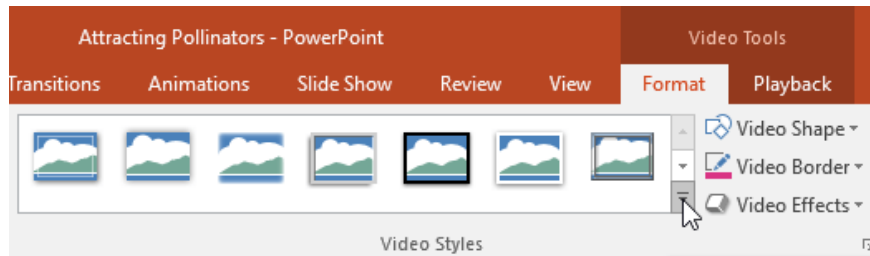 Attracting Pollinators - PowerPoint
Video Tools
Transitions Animations Slide Show Review View Format Playback
Video Shape
Video Border
Video Effects
Video Styles